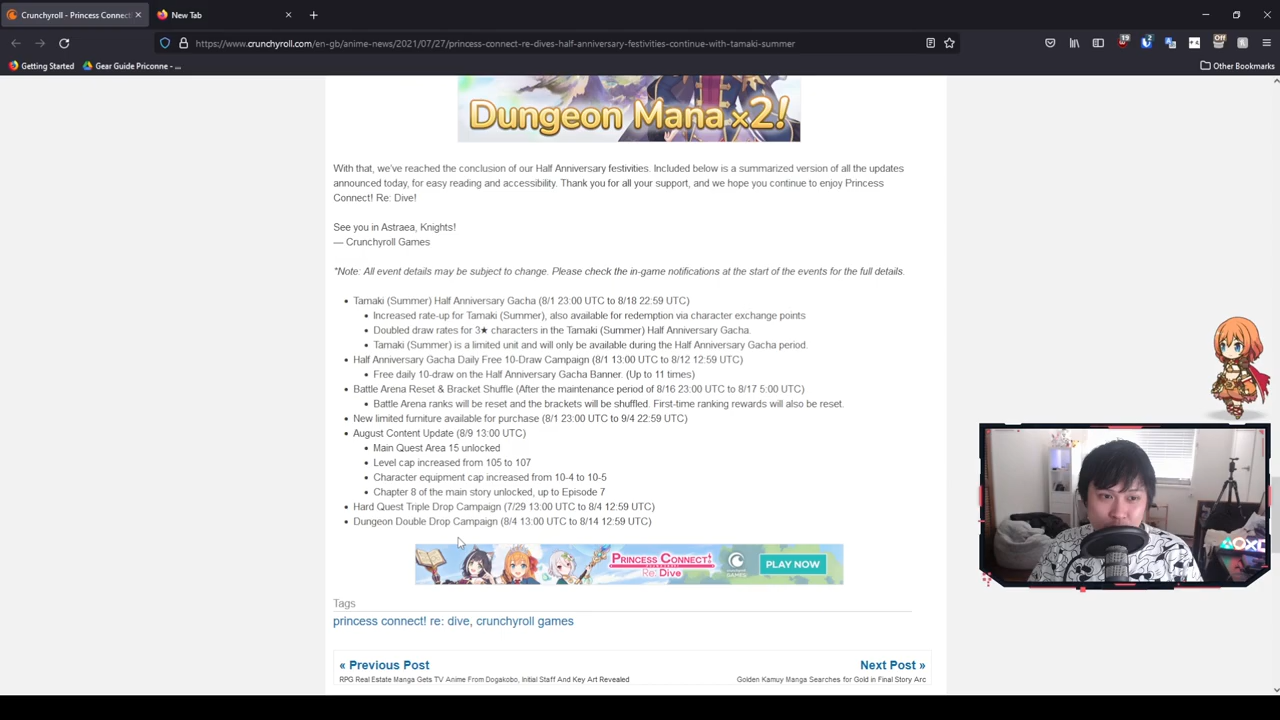 Crunchyroll - Princess Connect
New Tab
https://www.crunchyroll.com/en-gb/anime-news/2021/07/27/princess-connect-re-dives-half-anniversary-festivities-continue-with-tamaki-summer
19
2
Off
Getting Started
Gear Guide Priconne - ...
Other Bookmarks
Dungeon Mana x2!
With that, we've reached the conclusion of our Half Anniversary festivities. Included below is a summarized version of all the updates
announced today, for easy reading and accessibility. Thank you for all your support, and we hope you continue to enjoy Princess
Connect! Re: Dive!
See you in Astraea, Knights!
— Crunchyroll Games
*Note: All event details may be subject to change. Please check the in-game notifications at the start of the events for the full details.
• Tamaki (Summer) Half Anniversary Gacha (8/1 23:00 UTC to 8/18 22:59 UTC)
• Increased rate-up for Tamaki (Summer), also available for redemption via character exchange points
• Doubled draw rates for 3★ characters in the Tamaki (Summer) Half Anniversary Gacha.
• Tamaki (Summer) is a limited unit and will only be available during the Half Anniversary Gacha period.
• Half Anniversary Gacha Daily Free 10-Draw Campaign (8/1 13:00 UTC to 8/12 12:59 UTC)
• Free daily 10-draw on the Half Anniversary Gacha Banner. (Up to 11 times)
• Battle Arena Reset & Bracket Shuffle (After the maintenance period of 8/16 23:00 UTC to 8/17 5:00 UTC)
• Battle Arena ranks will be reset and the brackets will be shuffled. First-time ranking rewards will also be reset.
• New limited furniture available for purchase (8/1 23:00 UTC to 9/4 22:59 UTC)
• August Content Update (8/9 13:00 UTC)
• Main Quest Area 15 unlocked
• Level cap increased from 105 to 107
• Character equipment cap increased from 10-4 to 10-5
• Chapter 8 of the main story unlocked, up to Episode 7
• Hard Quest Triple Drop Campaign (7/29 13:00 UTC to 8/4 12:59 UTC)
• Dungeon Double Drop Campaign (8/4 13:00 UTC to 8/14 12:59 UTC)
PRINCESS CONNECT!
Re: Dive
CRUNCHYROLL
GAMES
PLAY NOW
Tags
princess connect! re: dive, crunchyroll games
« Previous Post
Next Post »
RPG Real Estate Manga Gets TV Anime From Dogakobo, Initial Staff And Key Art Revealed
Golden Kamuy Manga Searches for Gold in Final Story Arc